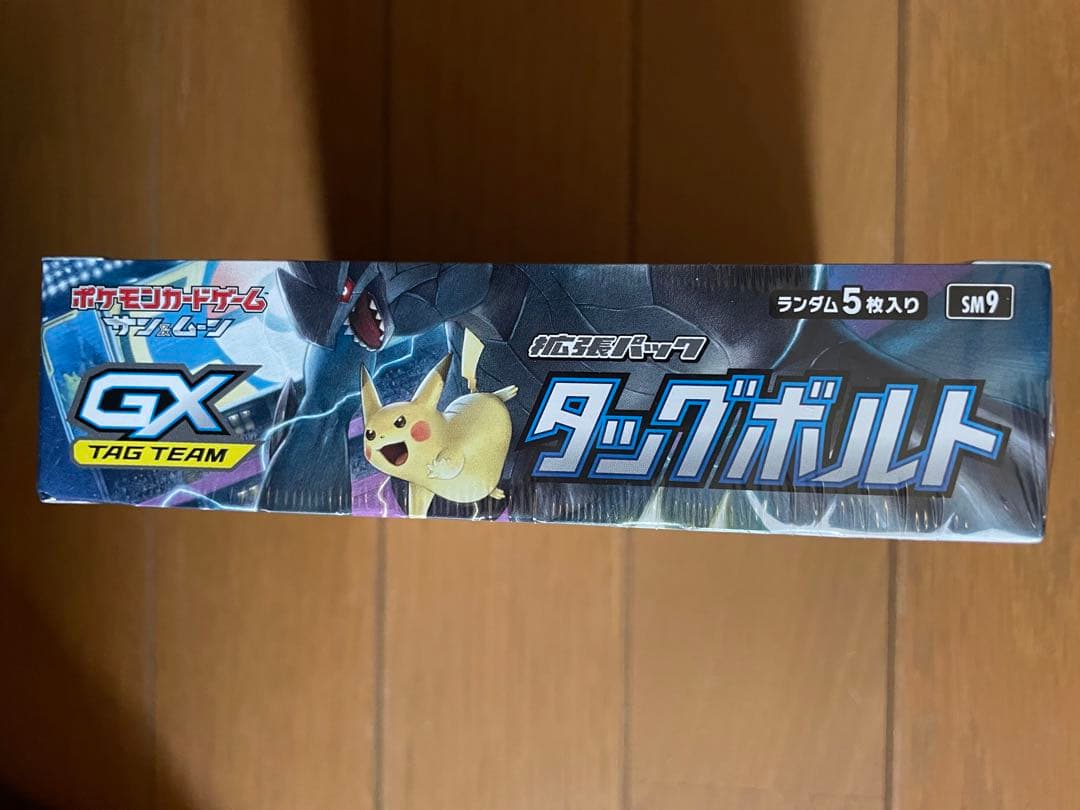 ポケモンカードゲーム
サン&ムーン
GX
TAG TEAM
ランダム5枚入り
SM9
拡張パック
タッグボルト